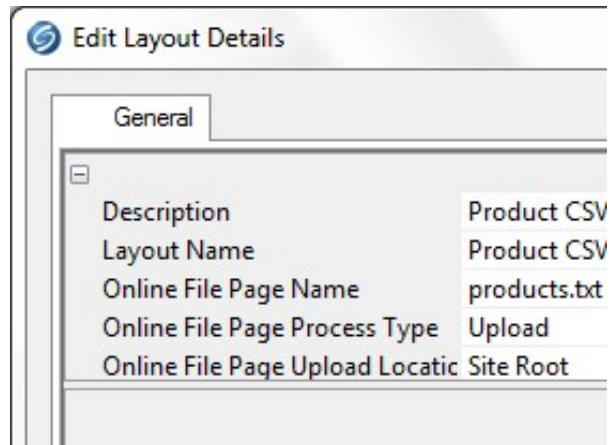 Edit Layout Details
General
Description Product CSV
Layout Name Product CSV
Online File Page Name products.txt
Online File Page Process Type Upload
Online File Page Upload Locatic Site Root